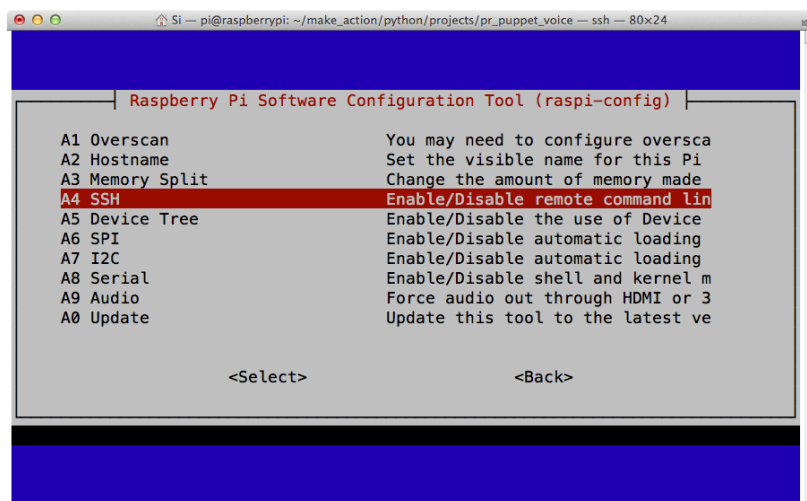 Si — pi@raspberrypi: ~/make_action/python/projects/pr_puppet_voice — ssh — 80×24
Raspberry Pi Software Configuration Tool (raspi-config)
A1 Overscan You may need to configure oversca
A2 Hostname Set the visible name for this Pi
A3 Memory Split Change the amount of memory made
A4 SSH Enable/Disable remote command lin
A5 Device Tree Enable/Disable the use of Device
A6 SPI Enable/Disable automatic loading
A7 I2C Enable/Disable automatic loading
A8 Serial Enable/Disable shell and kernel m
A9 Audio Force audio out through HDMI or 3
A0 Update Update this tool to the latest ve
<Select> <Back>